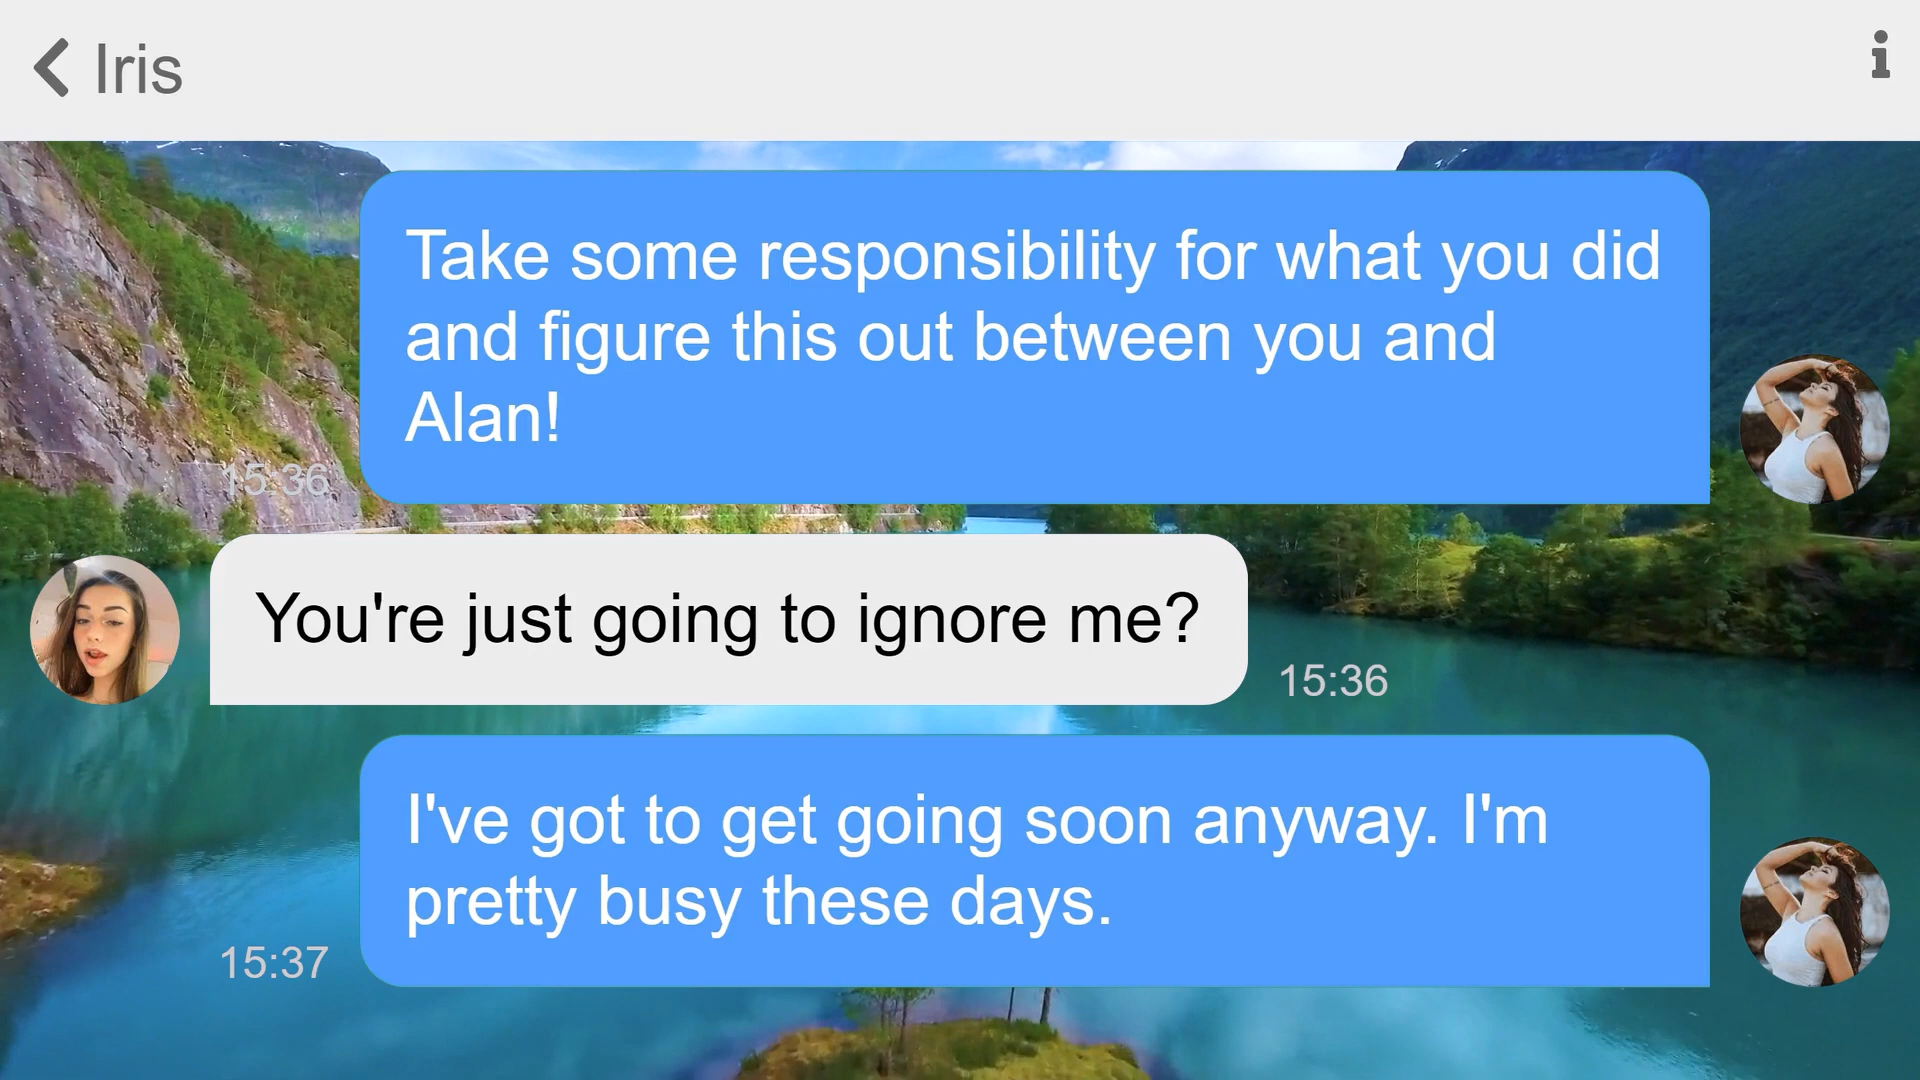 Iris
Take some responsibility for what you did
and figure this out between you and
Alan!
15:36
You're just going to ignore me?
15:36
I've got to get going soon anyway. I'm
pretty busy these days.
15:37